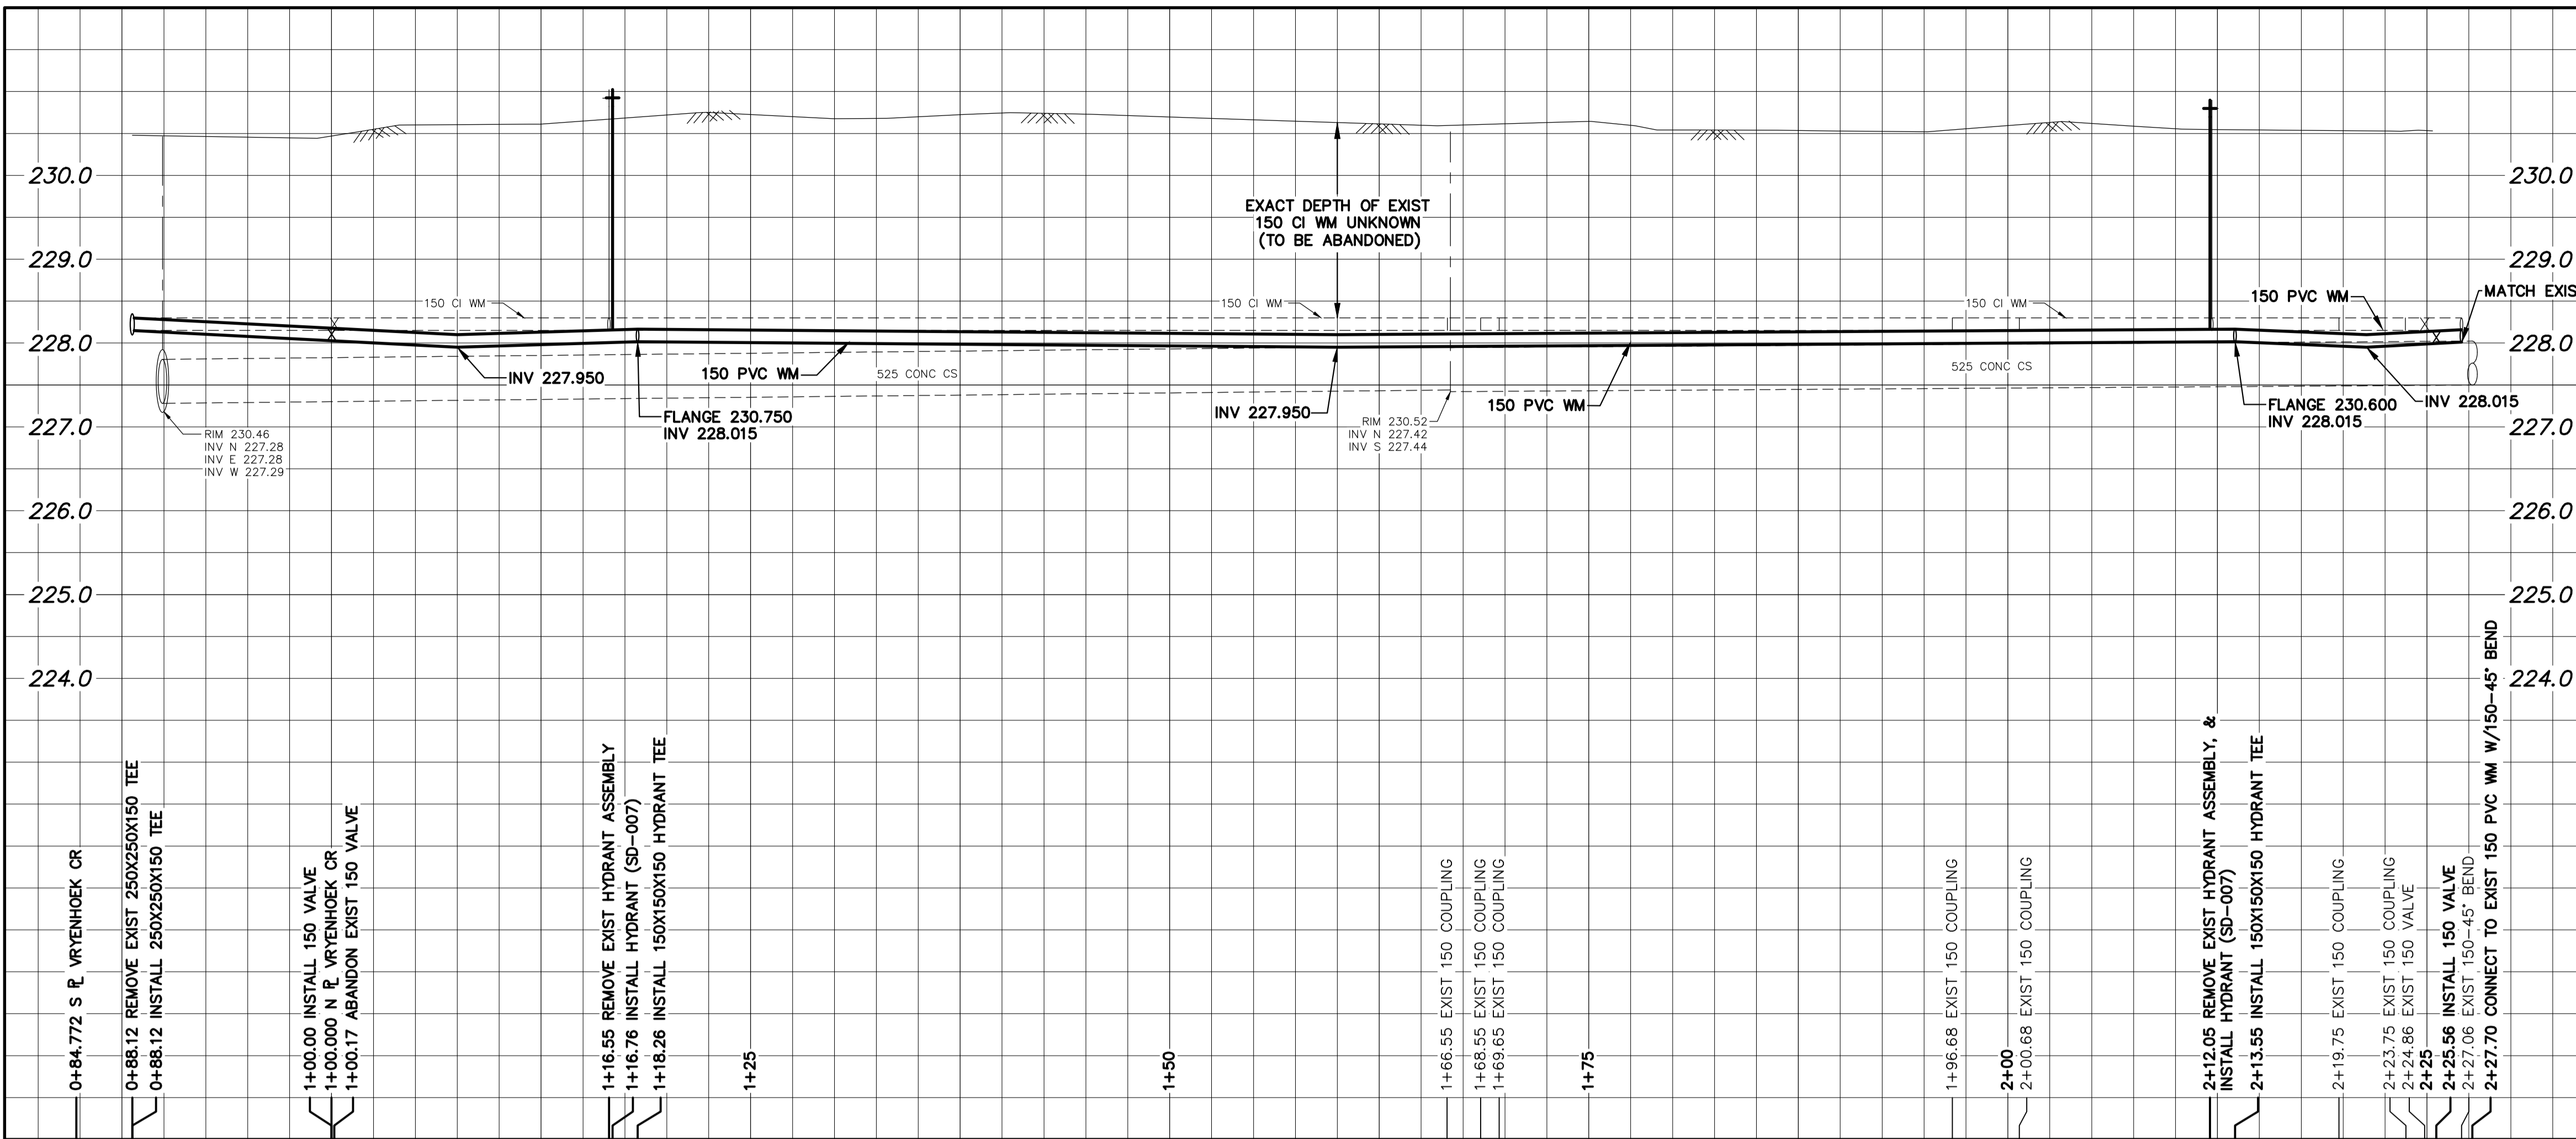 230.0
230.0
EXACT DEPTH OF EXIST
150 CI WM UNKNOWN
(TO BE ABANDONED)
229.0
229.0
150 CI WM
150 CI WM
150 CI WM
150 PVC WM
MATCH EXIS
228.0
228.0
INV 227.950
150 PVC WM
525 CONC CS
525 CONC CS
FLANGE 230.750
INV 228.015
INV 227.950
150 PVC WM
FLANGE 230.600
INV 228.015
INV 228.015
227.0
227.0
RIM 230.46
INV N 227.28
INV E 227.28
INV W 227.29
RIM 230.52
INV N 227.42
INV S 227.44
226.0
226.0
225.0
225.0
224.0
224.0
0+84.772 S PL VRYENHOEK CR
0+88.12 REMOVE EXIST 250X250X150 TEE
0+88.12 INSTALL 250X250X150 TEE
1+00.00 INSTALL 150 VALVE
1+00.000 N PL VRYENHOEK CR
1+00.17 ABANDON EXIST 150 VALVE
1+16.55 REMOVE EXIST HYDRANT ASSEMBLY
1+16.76 INSTALL HYDRANT (SD-007)
1+18.26 INSTALL 150X150X150 HYDRANT TEE
1+25
1+50
1+66.55 EXIST 150 COUPLING
1+68.55 EXIST 150 COUPLING
1+69.65 EXIST 150 COUPLING
1+75
1+96.68 EXIST 150 COUPLING
2+00
2+00.68 EXIST 150 COUPLING
2+12.05 REMOVE EXIST HYDRANT ASSEMBLY, &
INSTALL HYDRANT (SD-007)
2+13.55 INSTALL 150X150X150 HYDRANT TEE
2+19.75 EXIST 150 COUPLING
2+23.75 EXIST 150 COUPLING
2+24.86 EXIST 150 VALVE
2+25
2+25.56 INSTALL 150 VALVE
2+27.06 EXIST 150-45° BEND
2+27.70 CONNECT TO EXIST 150 PVC WM W/150-45° BEND